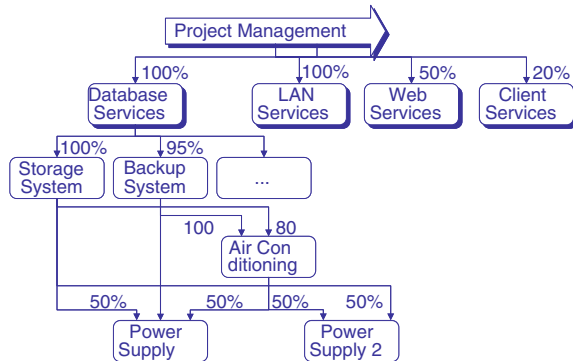 Project Management
100%
100%
50%
20%
Database
Services
LAN
Services
Web
Services
Client
Services
100%
95%
Storage
System
Backup
System
...
100
80
Air Con
ditioning
50%
50%
50%
50%
Power
Supply
Power
Supply 2